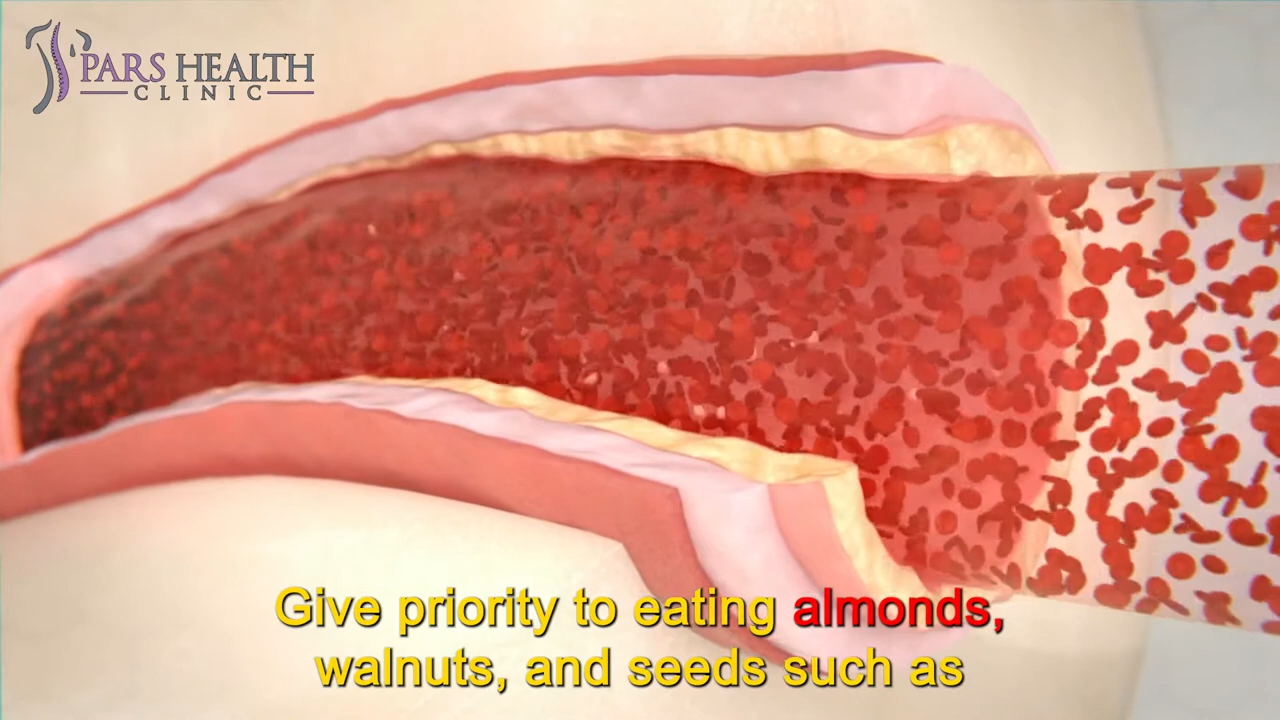 PARS HEALTH
CLINIC
Give priority to eating almonds,
walnuts, and seeds such as